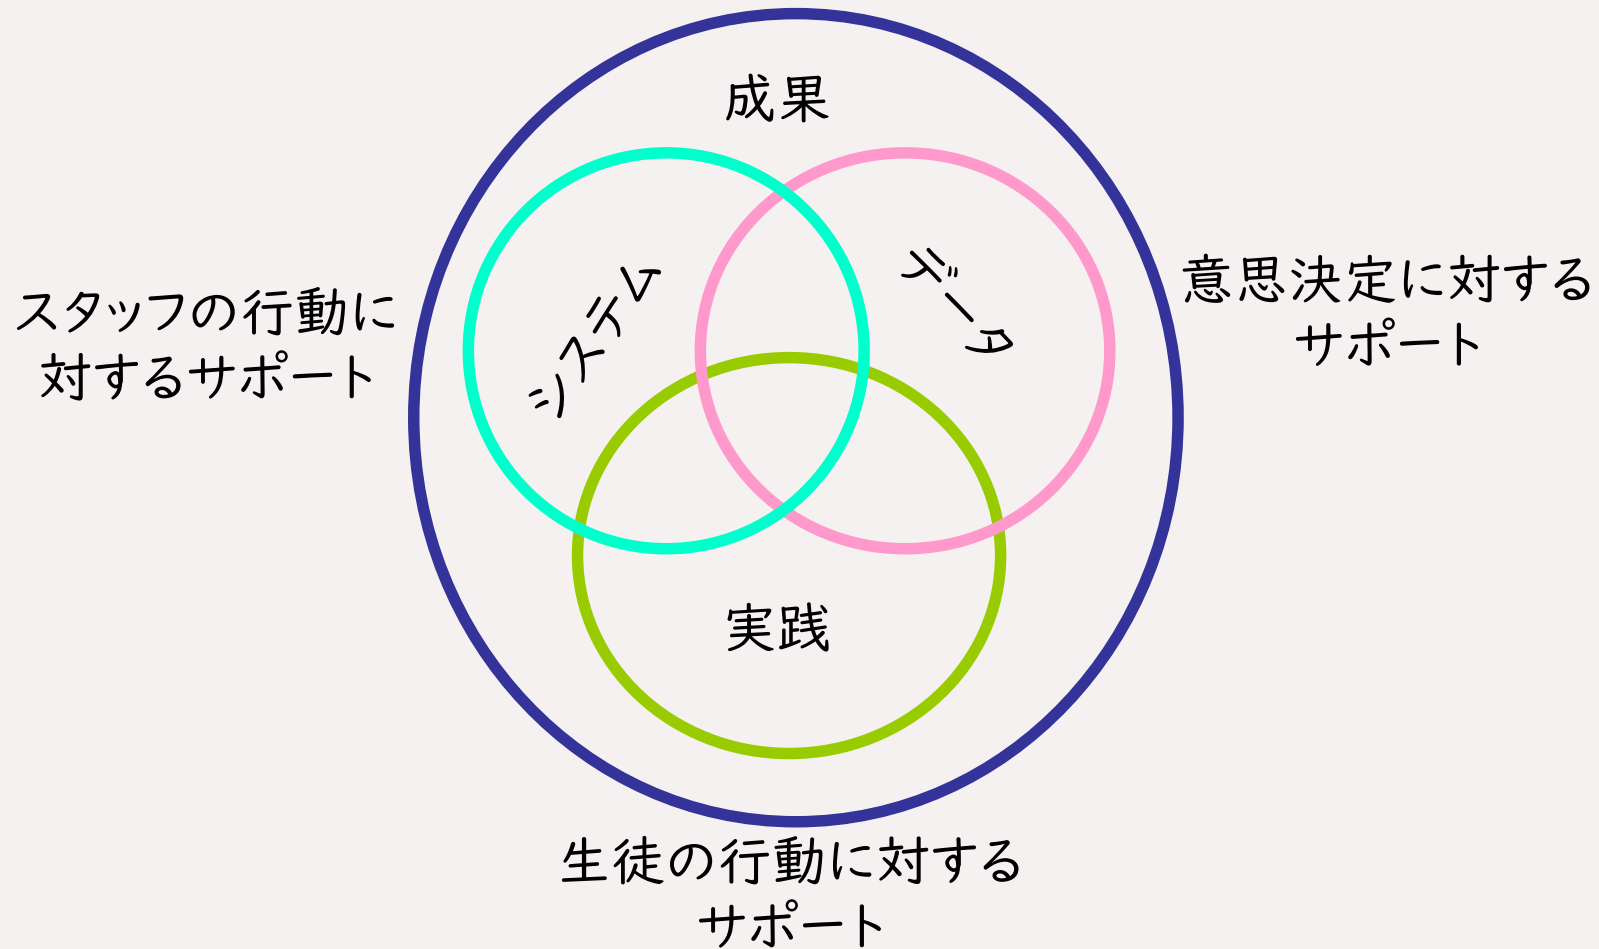 成果
システム
データ
スタッフの行動に
対するサポート
意思決定に対する
サポート
実践
生徒の行動に対する
サポート